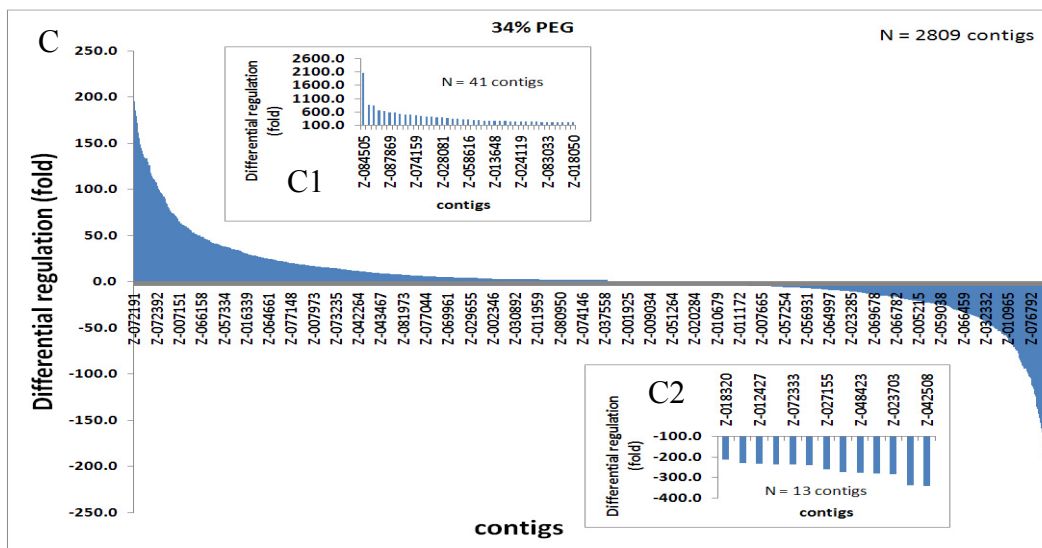 C
34% PEG
N = 2809 contigs
Differential regulation (fold)
250.0
200.0
150.0
100.0
50.0
0.0
-50.0
-100.0
-150.0
-200.0
-250.0
Differential regulation
(fold)
2600.0
2100.0
1600.0
1100.0
600.0
100.0
N = 41 contigs
C1
Z-084505
Z-087869
Z-074159
Z-028081
Z-058616
Z-013648
Z-024119
Z-083033
Z-018050
contigs
Z-072191
Z-072392
Z-007151
Z-066158
Z-057134
Z-016339
Z-064661
Z-077148
Z-007973
Z-073235
Z-042264
Z-043467
Z-081973
Z-077044
Z-069961
Z-029655
Z-002346
Z-030892
Z-011959
Z-080950
Z-074146
Z-037558
Z-001925
Z-009034
Z-051264
Z-020284
Z-010679
Z-011172
Z-007665
Z-057254
Z-056931
Z-064997
Z-023285
Z-069678
Z-066722
Z-005215
Z-059038
Z-066459
Z-032332
Z-010365
Z-076792
C2
Z-018320
Z-012427
Z-072333
Z-027155
Z-048423
Z-023703
Z-042508
Differential regulation
(fold)
-100.0
-200.0
-300.0
-400.0
N = 13 contigs
contigs
contigs